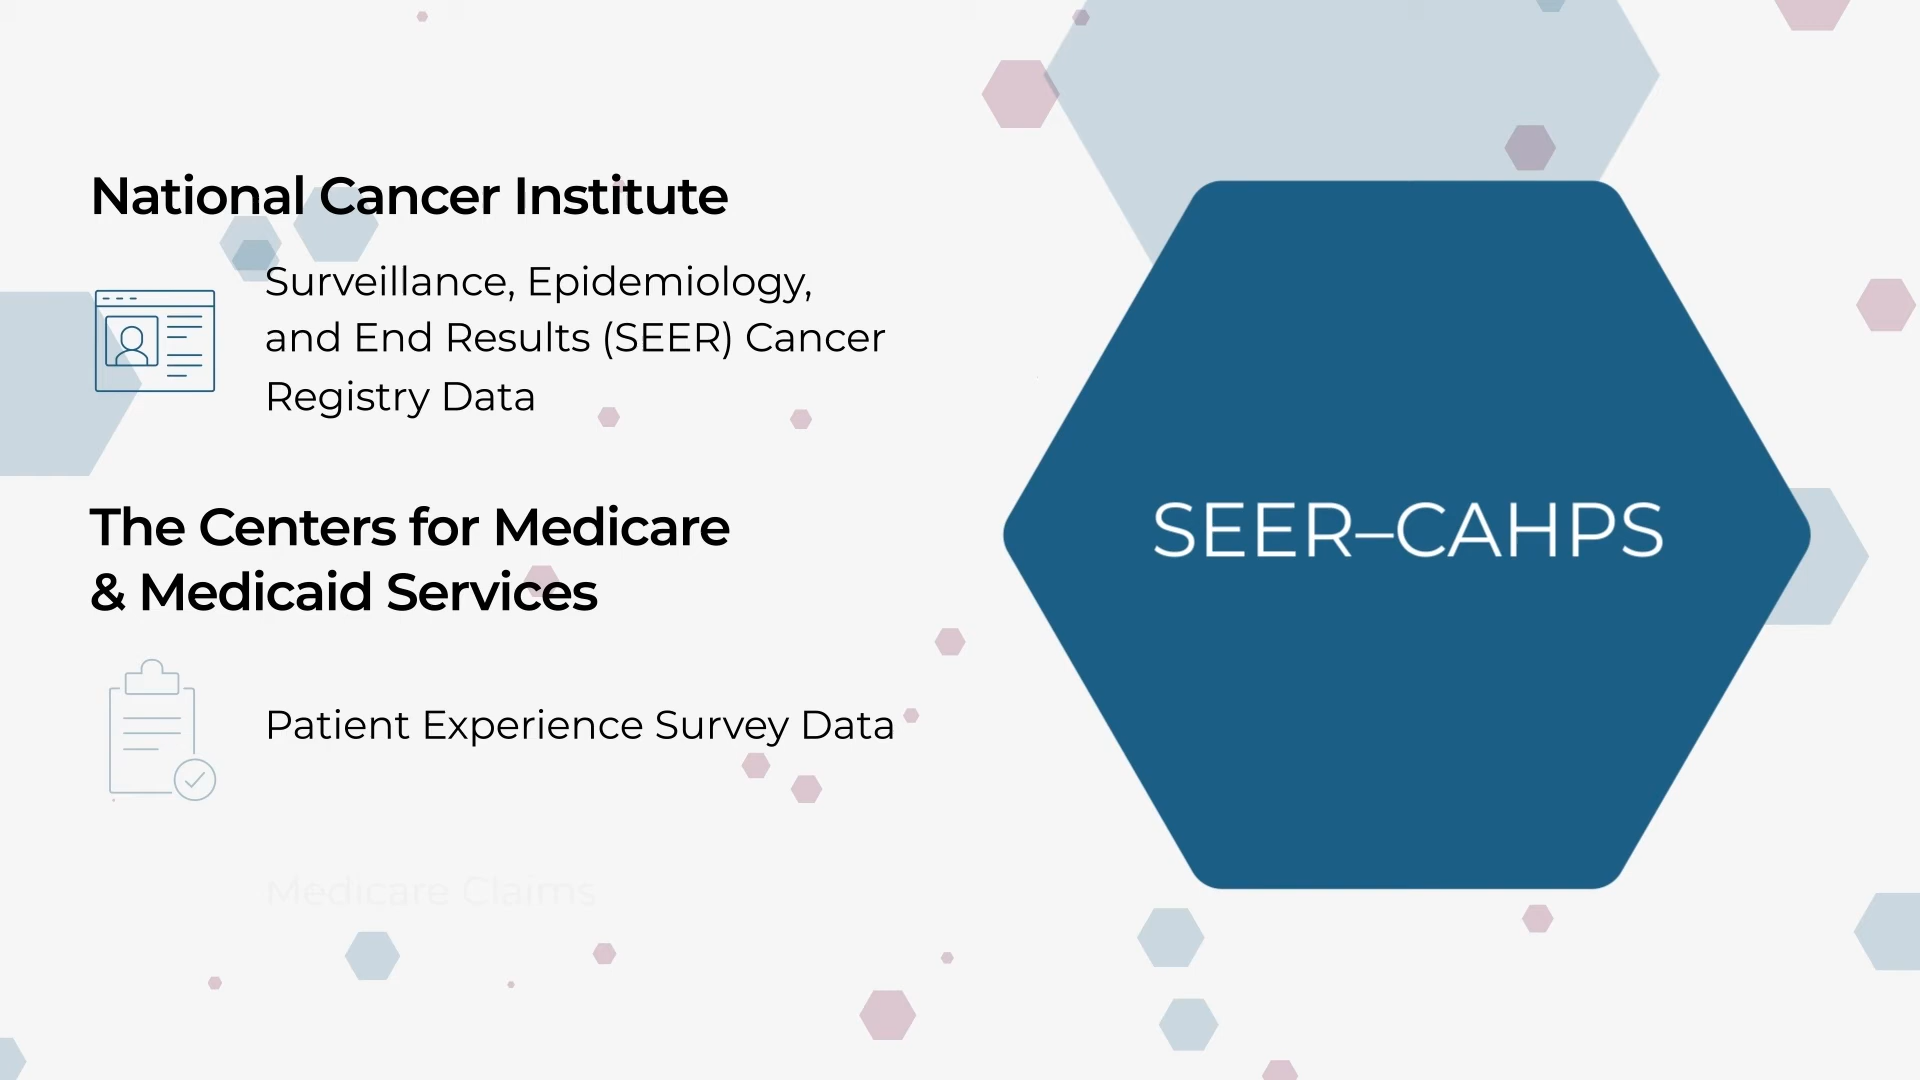 National Cancer Institute
Surveillance, Epidemiology,
and End Results (SEER) Cancer
Registry Data
The Centers for Medicare
& Medicaid Services
Patient Experience Survey Data
Medicare Claims
SEER–CAHPS